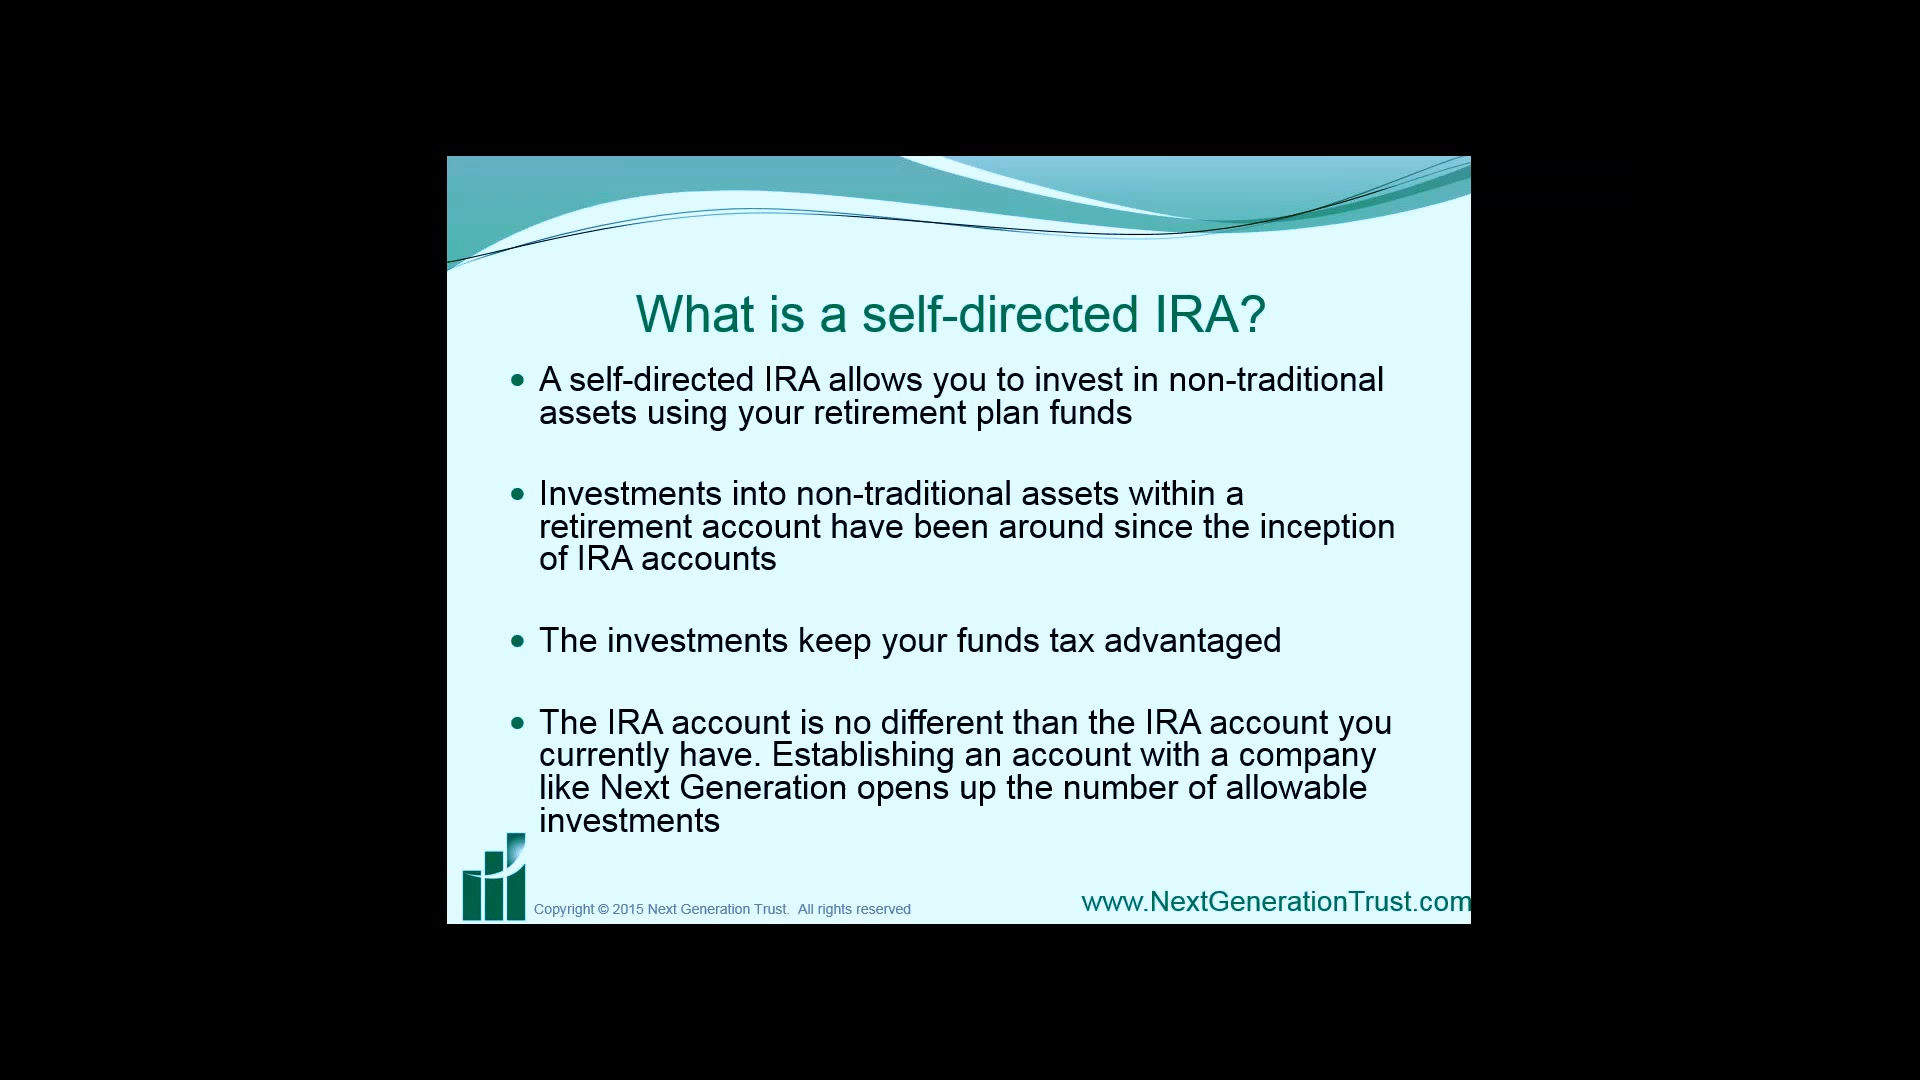 What is a self-directed IRA?
• A self-directed IRA allows you to invest in non-traditional
assets using your retirement plan funds
• Investments into non-traditional assets within a
retirement account have been around since the inception
of IRA accounts
• The investments keep your funds tax advantaged
• The IRA account is no different than the IRA account you
currently have. Establishing an account with a company
like Next Generation opens up the number of allowable
investments
Copyright © 2015 Next Generation Trust.  All rights reserved
www.NextGenerationTrust.com